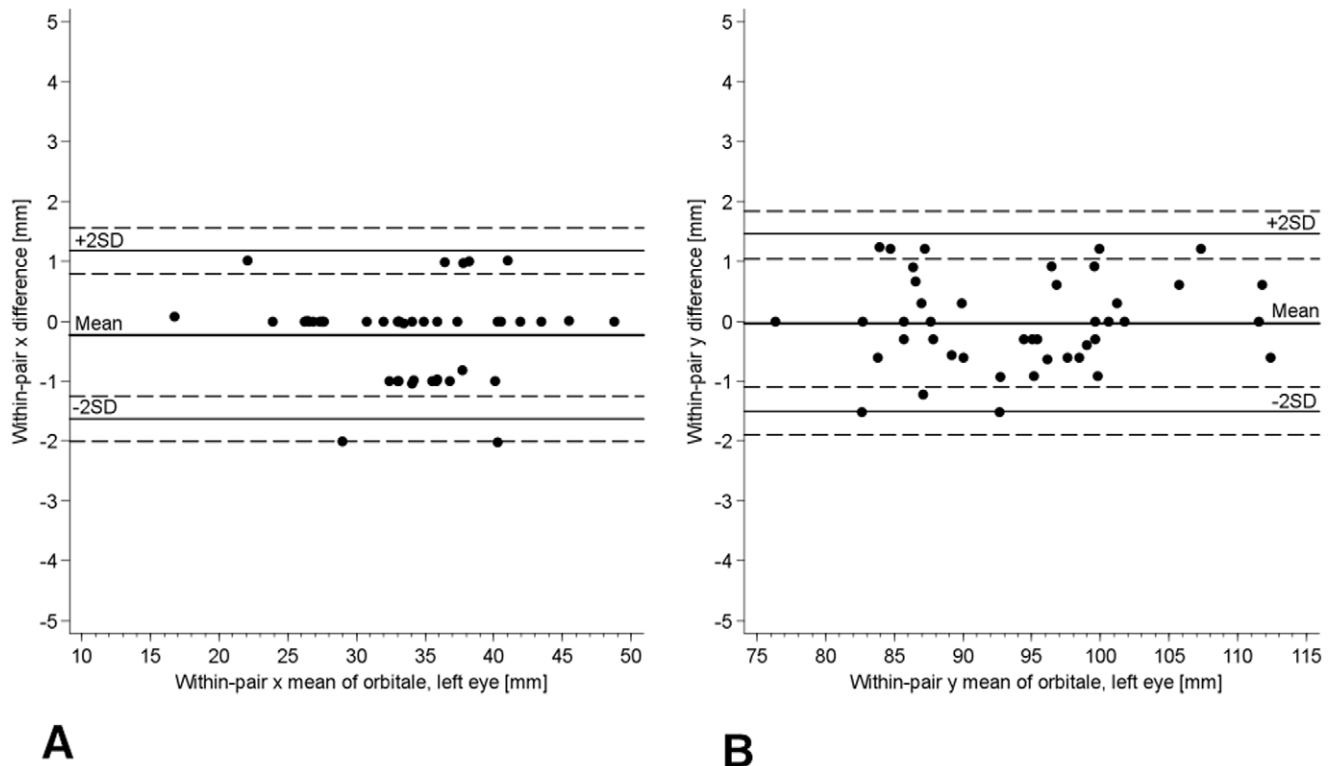 5
4
3
2
1
0
-1
-2
-3
-4
-5
Within-pair x difference [mm]
+2SD
Mean
-2SD
10 15 20 25 30 35 40 45 50
Within-pair x mean of orbitale, left eye [mm]
A
5
4
3
2
1
0
-1
-2
-3
-4
-5
Within-pair y difference [mm]
+2SD
Mean
-2SD
75 80 85 90 95 100 105 110 115
Within-pair y mean of orbitale, left eye [mm]
B